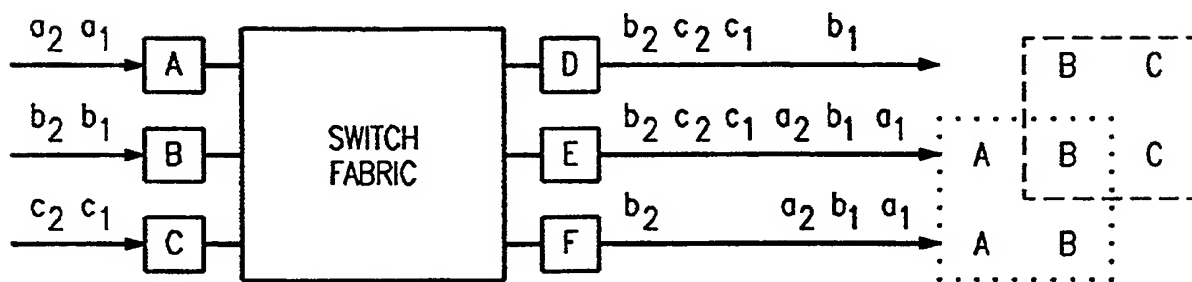 a₂ a₁ A D b₂ c₂ c₁ b₁ B C
b₂ b₁ B SWITCH FABRIC E b₂ c₂ c₁ a₂ b₁ a₁ A B C
c₂ c₁ C F b₂ a₂ b₁ a₁ A B